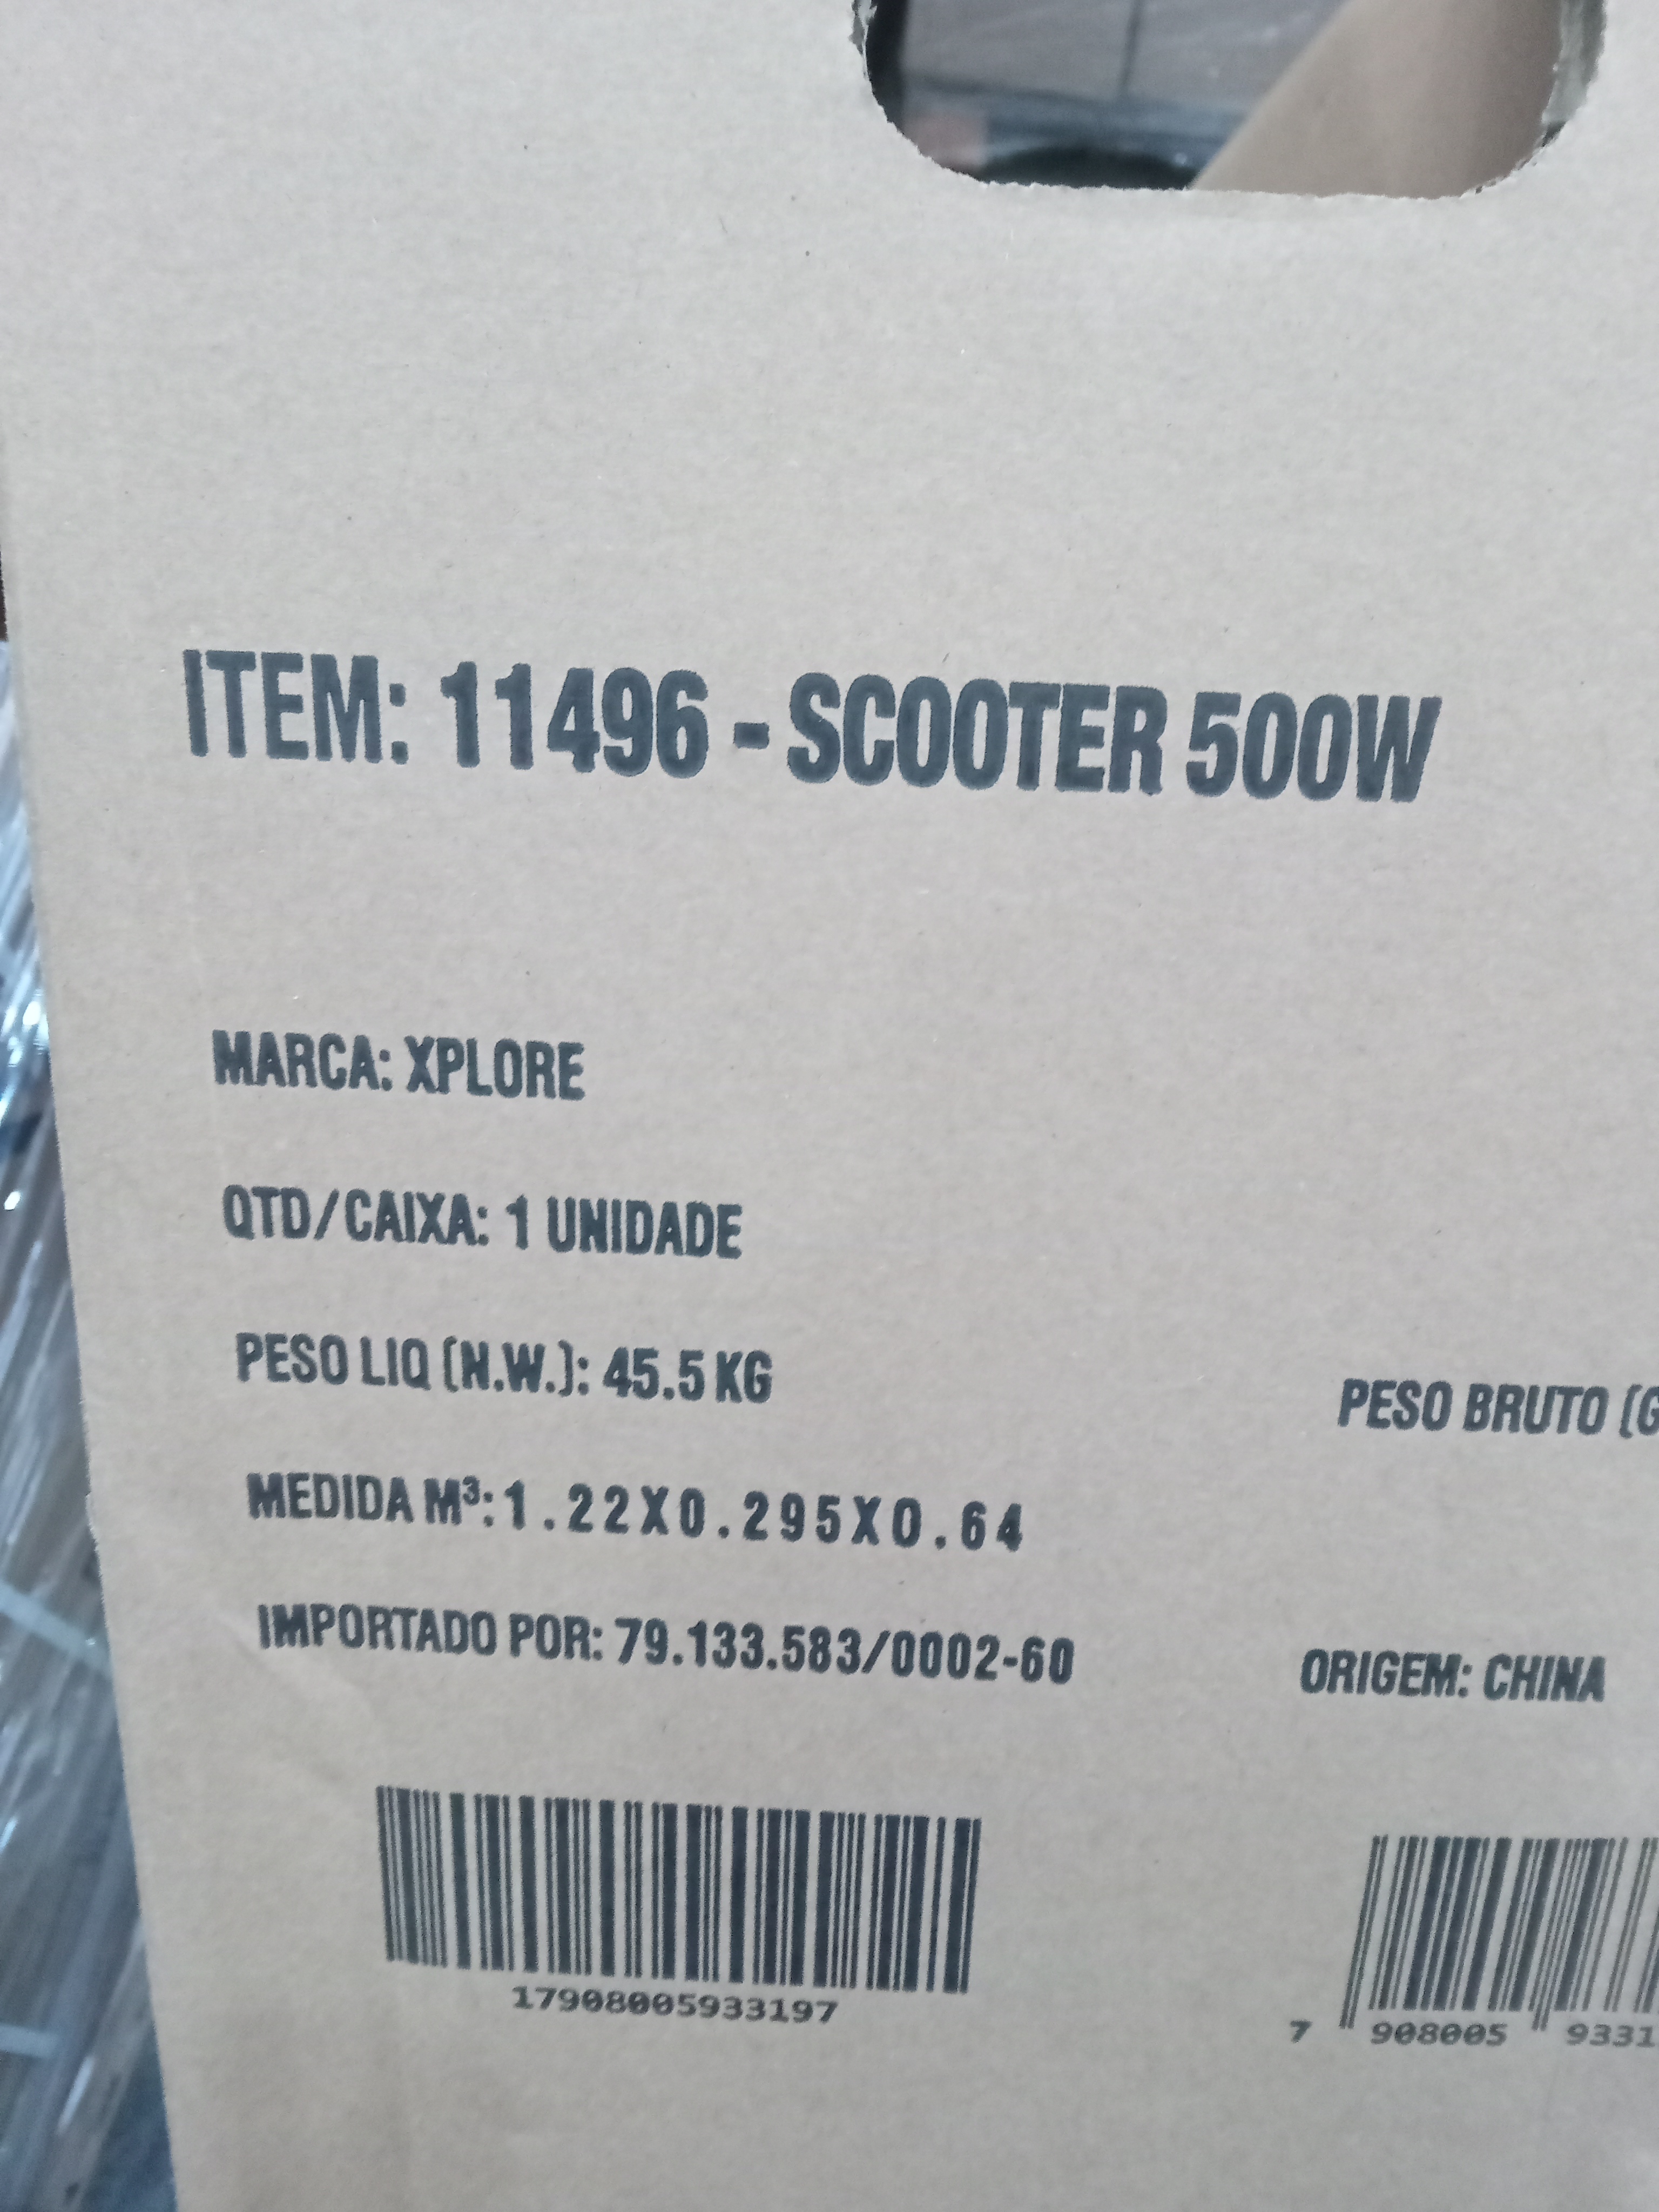 ITEM: 11496 - SCOOTER 500W
MARCA: XPLORE
QTD/CAIXA: 1 UNIDADE
PESO LIQ (N.W.): 45.5 KG
PESO BRUTO (G
MEDIDA M³: 1.22X0.295X0.64
IMPORTADO POR: 79.133.583/0002-60
ORIGEM: CHINA
17908005933197
7 908005 9331